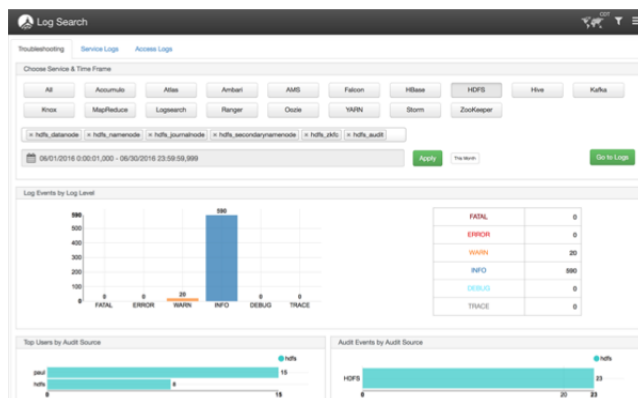 Log Search
CDT
Troubleshooting Service Logs Access Logs
Choose Service & Time Frame
All Accumulo Atlas Ambari AMS Falcon HBase HDFS Hive Kafka
Knox MapReduce Logsearch Ranger Oozie YARN Storm ZooKeeper
× hdfs_datanode × hdfs_namenode × hdfs_journalnode × hdfs_secondarynamenode × hdfs_zkfc × hdfs_audit
06/01/2016 0:00:01,000 - 06/30/2016 23:59:59,999 Apply This Month Go to Logs
Log Events by Log Level
590 590
500
400
300
200
100
0 0 0 20 0 0
FATAL ERROR WARN INFO DEBUG TRACE
FATAL 0
ERROR 0
WARN 20
INFO 590
DEBUG 0
TRACE 0
Top Users by Audit Source
hdfs
paul 15
hdfs 8
0 15
Audit Events by Audit Source
hdfs
HDFS 23
0 20 23